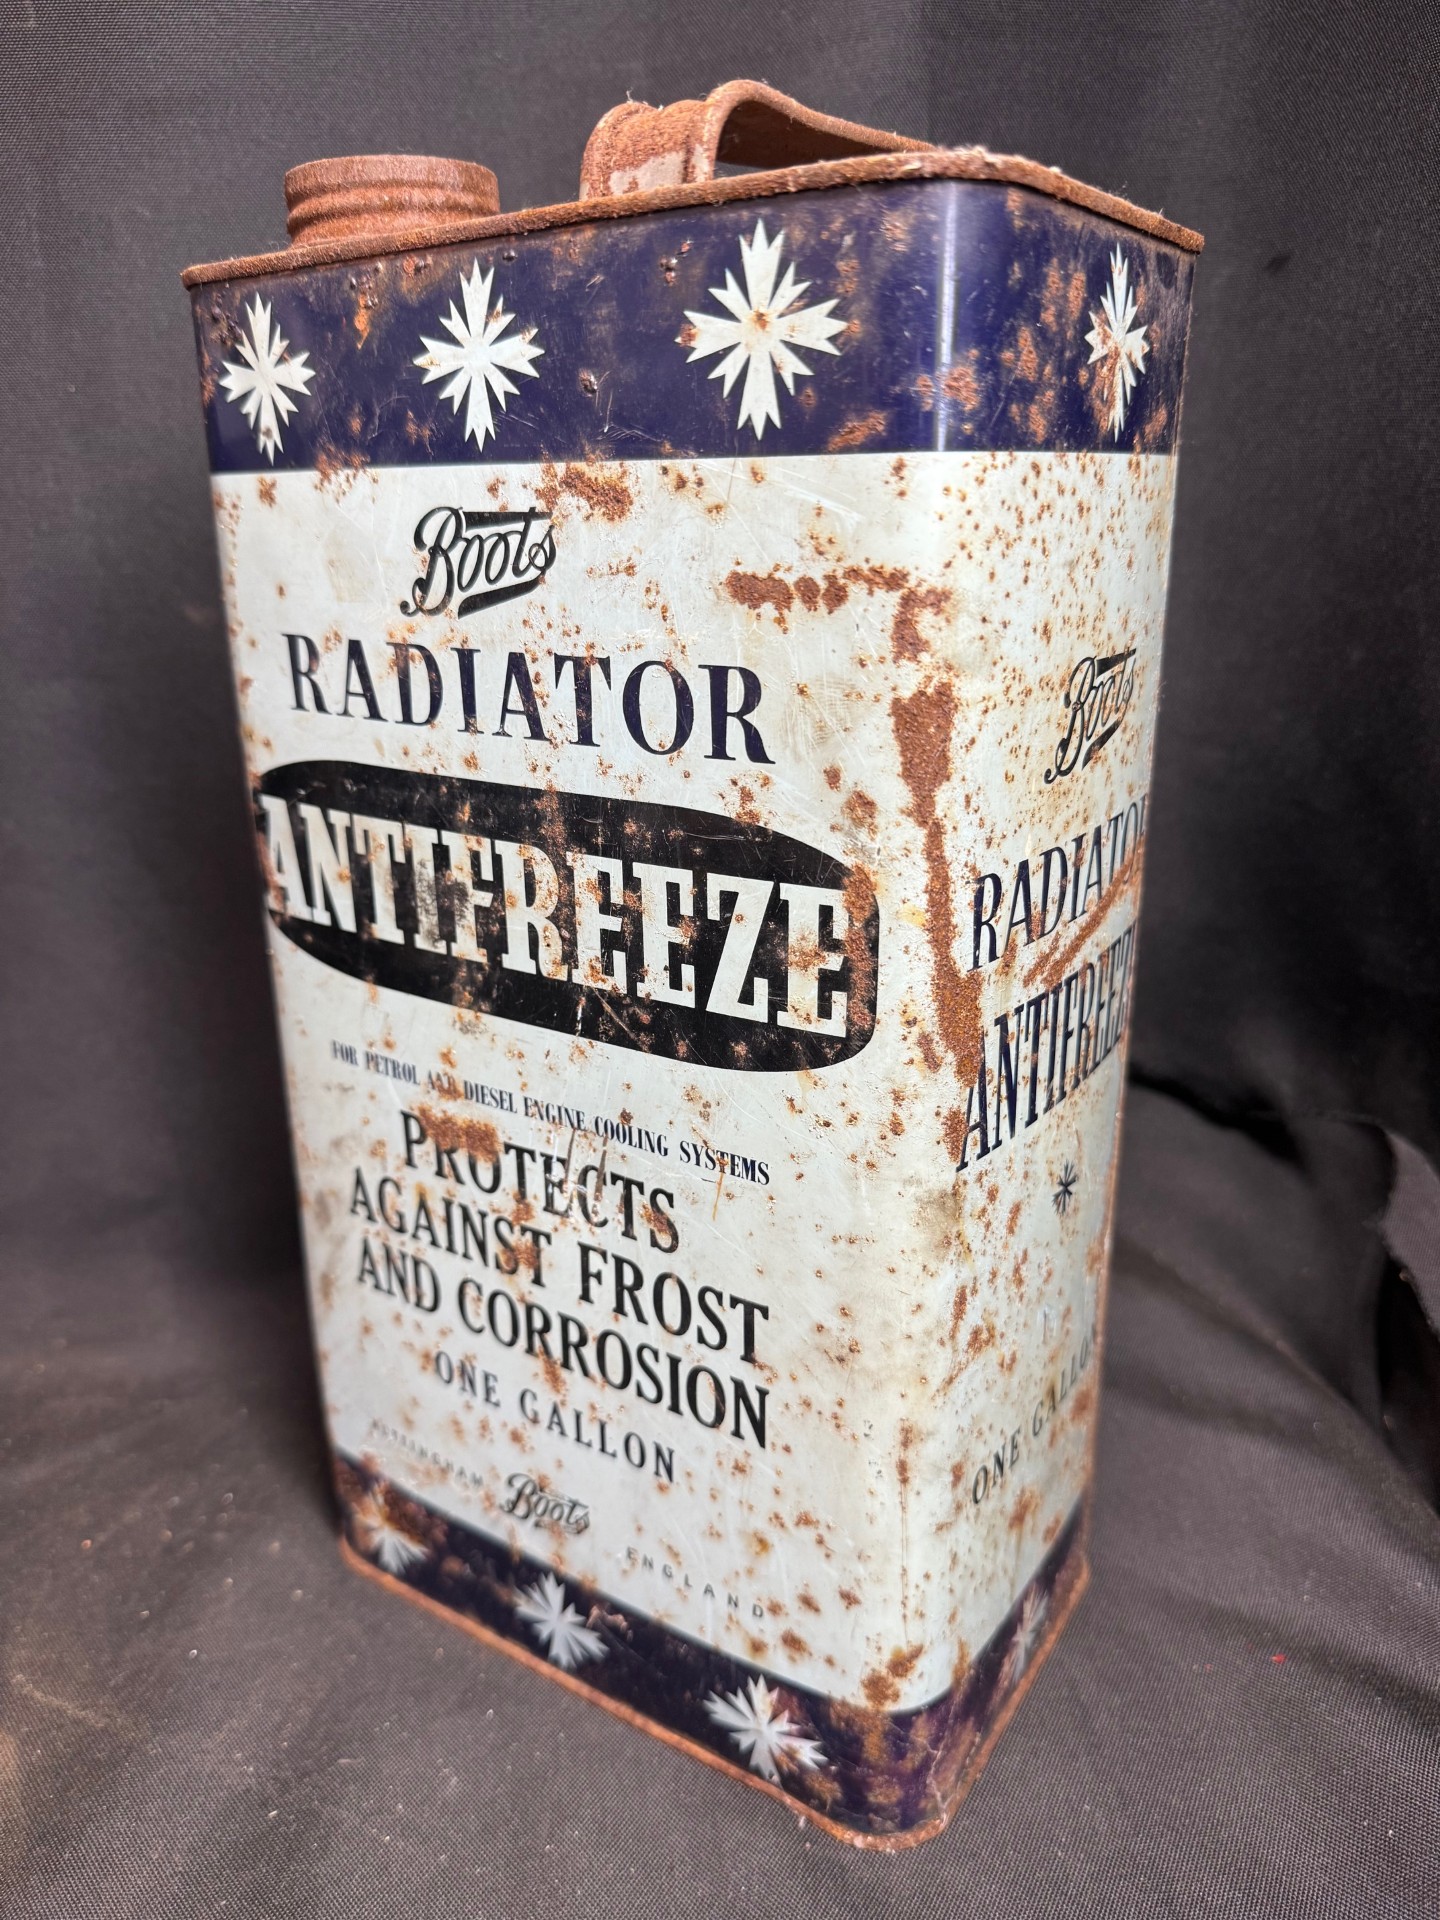 Boots
RADIATOR
ANTIFREEZE
FOR PETROL AND DIESEL ENGINE COOLING SYSTEMS
PROTECTS
AGAINST FROST
AND CORROSION
ONE GALLON
NOTTINGHAM Boots ENGLAND
Boots
RADIATOR
ANTIFREEZE
ONE GALLON